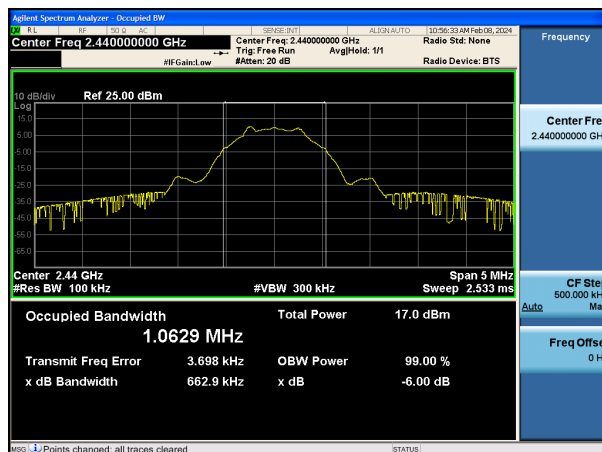 Agilent Spectrum Analyzer - Occupied BW
RL RF 50 Ω AC SENSE:INT ALIGN AUTO 10:56:33 AM Feb 08, 2024
Center Freq 2.440000000 GHz
Center Freq: 2.440000000 GHz
Radio Std: None
Trig: Free Run Avg|Hold: 1/1
#IFGain:Low #Atten: 20 dB Radio Device: BTS
Frequency
10 dB/div Ref 25.00 dBm
Log
15.0
5.00
-5.00
-15.0
-25.0
-35.0
-45.0
-55.0
-65.0
Center 2.44 GHz Span 5 MHz
#Res BW 100 kHz #VBW 300 kHz Sweep 2.533 ms
Occupied Bandwidth Total Power 17.0 dBm
1.0629 MHz
Transmit Freq Error 3.698 kHz OBW Power 99.00 %
x dB Bandwidth 662.9 kHz x dB -6.00 dB
Center Fre
2.440000000 GH
CF Ste
500.000 kH
Auto Ma
Freq Offse
0 H
MSG Points changed; all traces cleared STATUS